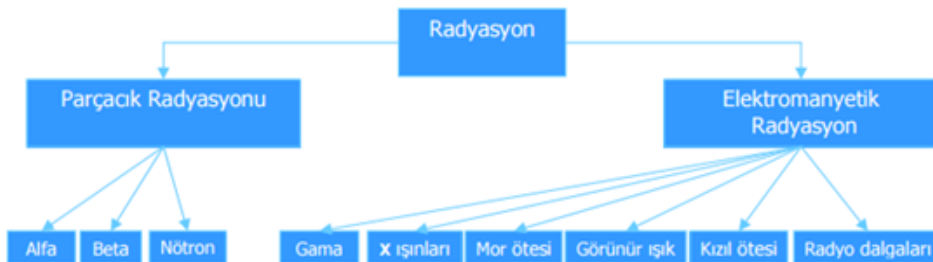 Radyasyon
Parçacık Radyasyonu
Elektromanyetik
Radyasyon
Alfa
Beta
Nötron
Gama
X ışınları
Mor ötesi
Görünür ışık
Kızıl ötesi
Radyo dalgaları